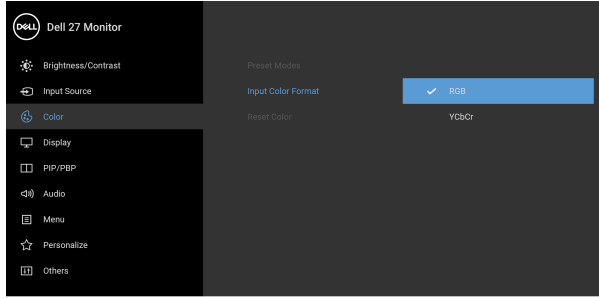 DELL Dell 27 Monitor
Brightness/Contrast
Preset Modes
Input Source
Input Color Format
RGB
Color
Reset Color
YCbCr
Display
PIP/PBP
Audio
Menu
Personalize
Others